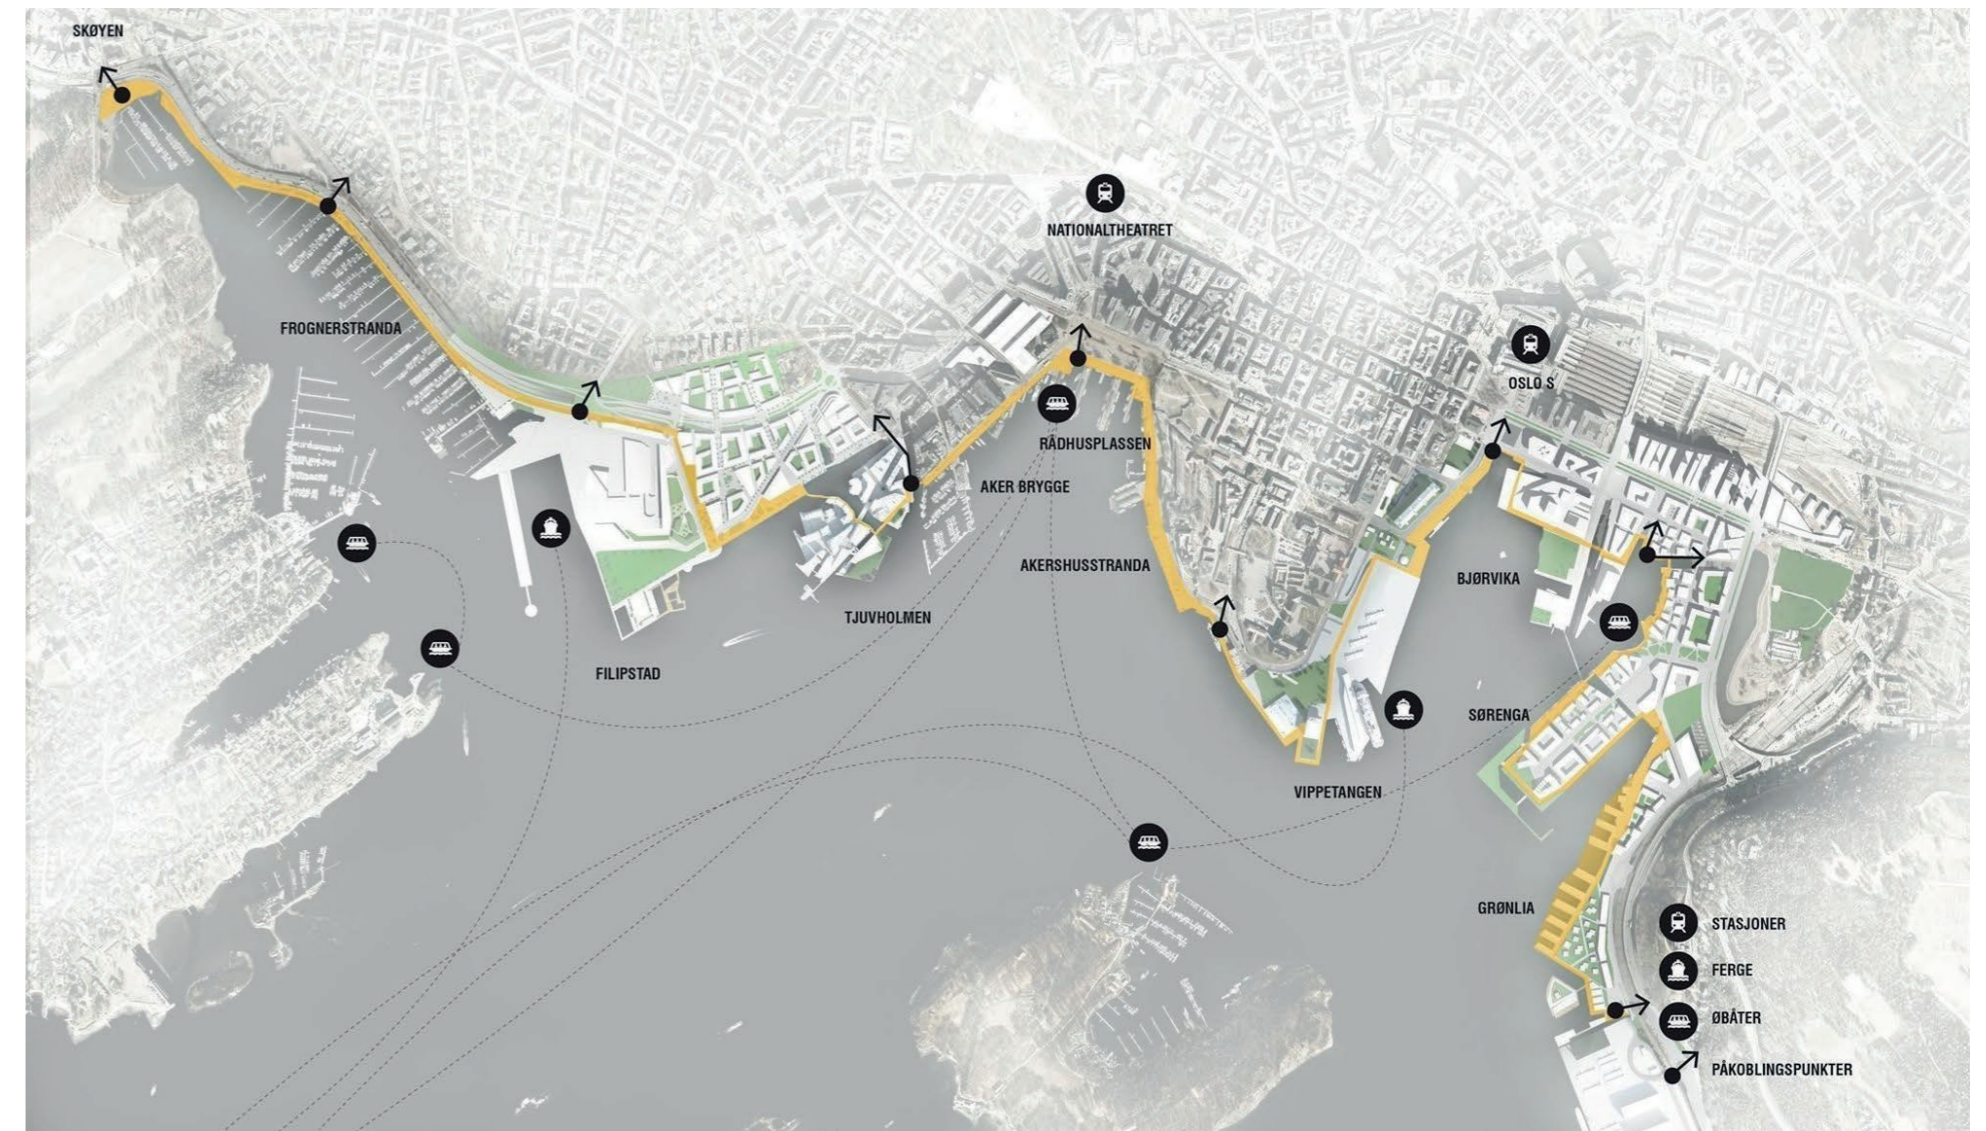 SKØYEN
NATIONALTHEATRET
FROGNERSTRANDA
OSLO S
RÅDHUSPLASSEN
AKER BRYGGE
AKERSHUSSTRANDA
BJØRVIKA
TJUVHOLMEN
FILIPSTAD
SØRENGA
VIPPETANGEN
GRØNLIA
STASJONER
FERGE
ØBÅTER
PÅKOBLINGSPUNKTER